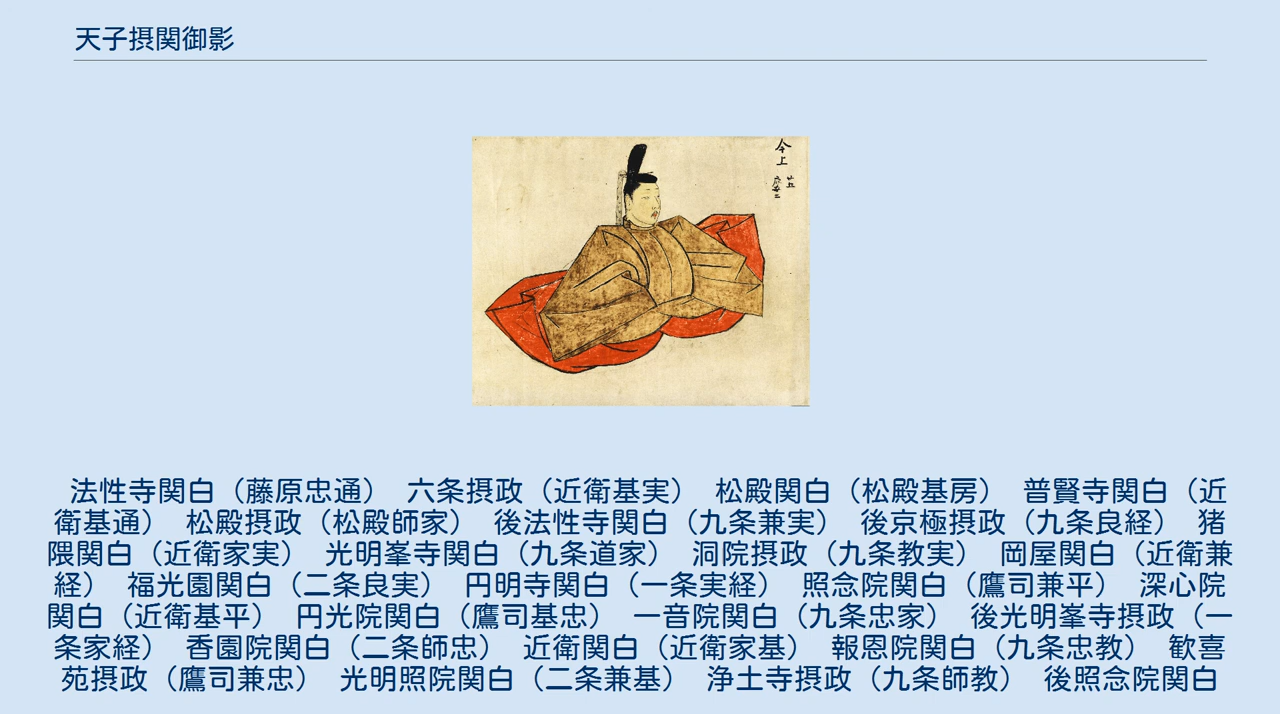 天子摂関御影
今上
法性寺関白（藤原忠通）　六条摂政（近衛基実）　松殿関白（松殿基房）　普賢寺関白（近
衛基通）　松殿摂政（松殿師家）　後法性寺関白（九条兼実）　後京極摂政（九条良経）　猪
隈関白（近衛家実）　光明峯寺関白（九条道家）　洞院摂政（九条教実）　岡屋関白（近衛兼
経）　福光園関白（二条良実）　円明寺関白（一条実経）　照念院関白（鷹司兼平）　深心院
関白（近衛基平）　円光院関白（鷹司基忠）　一音院関白（九条忠家）　後光明峯寺摂政（一
条家経）　香園院関白（二条師忠）　近衛関白（近衛家基）　報恩院関白（九条忠教）　歓喜
苑摂政（鷹司兼忠）　光明照院関白（二条兼基）　浄土寺摂政（九条師教）　後照念院関白